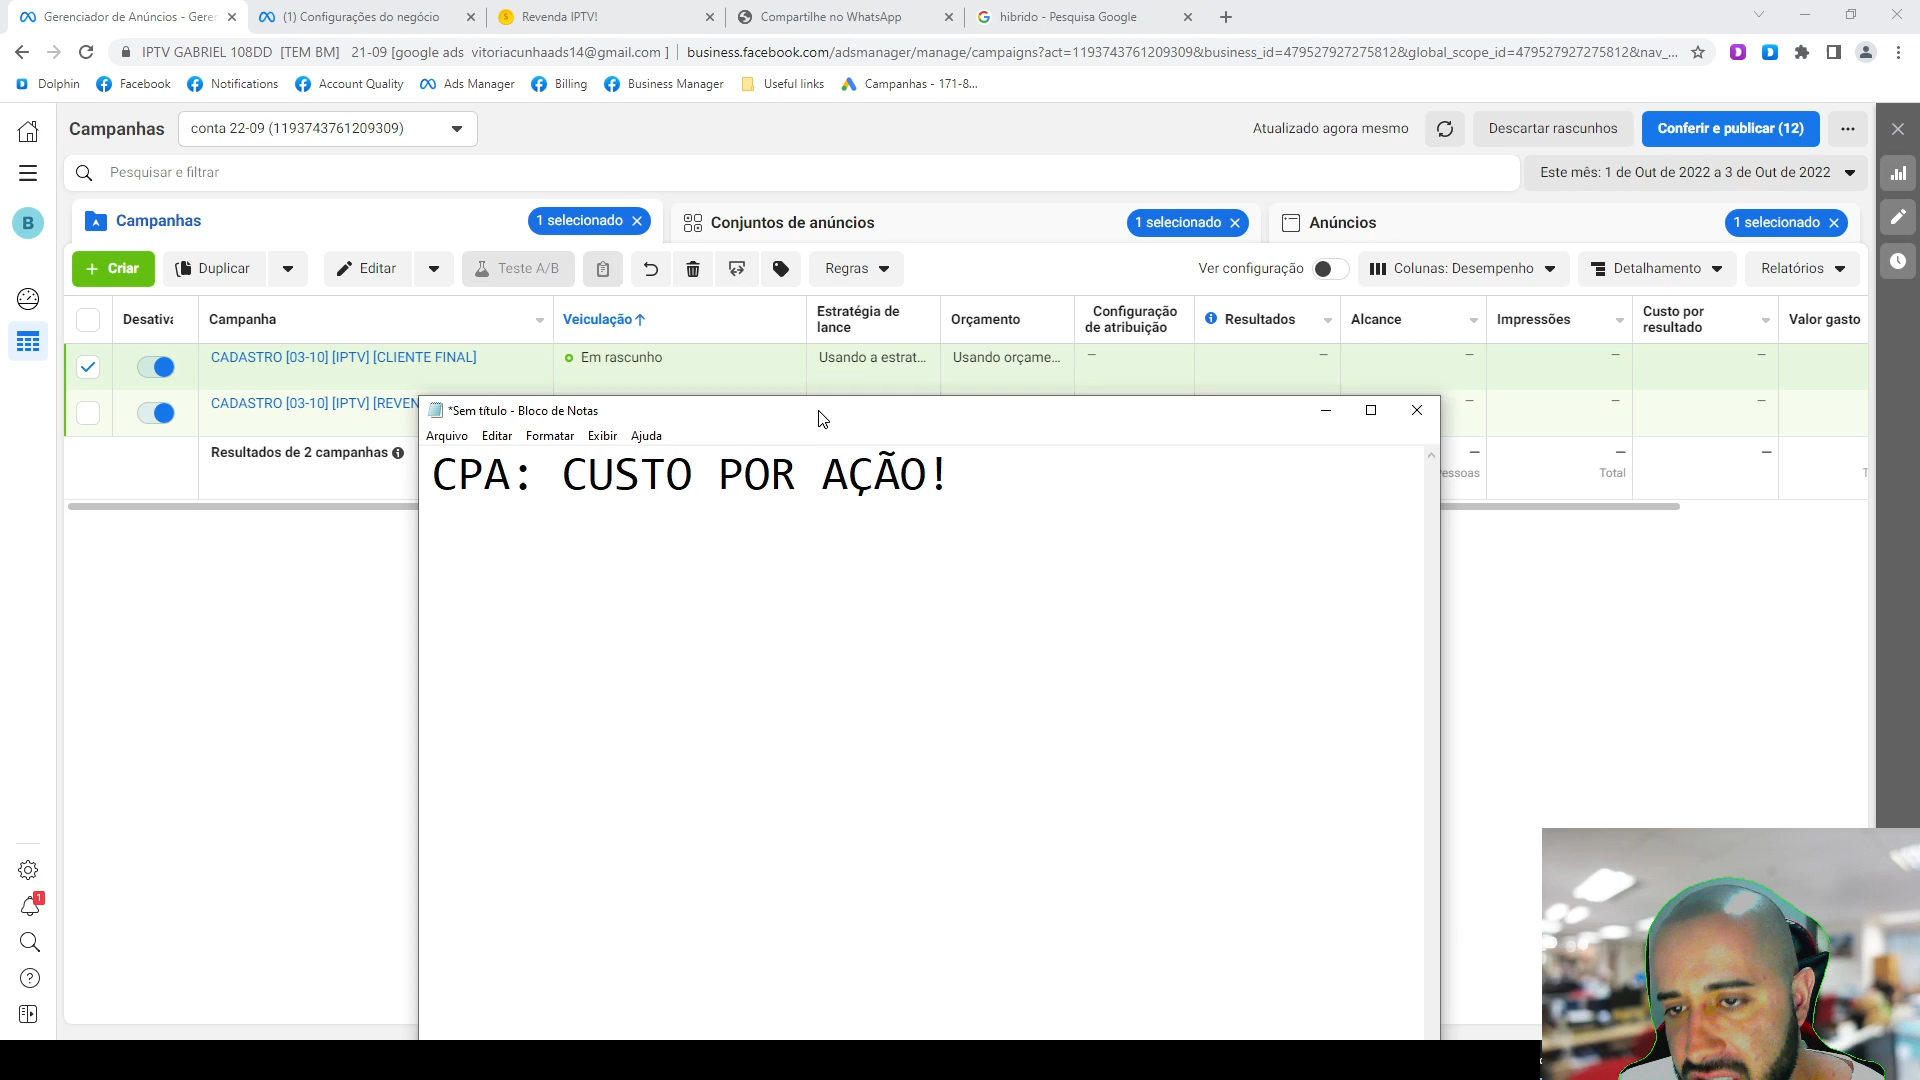 Gerenciador de Anúncios - Geren
(1) Configurações do negócio
Revenda IPTV!
Compartilhe no WhatsApp
hibrido - Pesquisa Google
IPTV GABRIEL 108DD [TEM BM] 21-09 [google ads vitoriacunhaads14@gmail.com ]
business.facebook.com/adsmanager/manage/campaigns?act=1193743761209309&business_id=479527927275812&global_scope_id=479527927275812&nav_...
Dolphin
Facebook
Notifications
Account Quality
Ads Manager
Billing
Business Manager
Useful links
Campanhas - 171-8...
Campanhas
conta 22-09 (1193743761209309)
Atualizado agora mesmo
Descartar rascunhos
Conferir e publicar (12)
Pesquisar e filtrar
Este mês: 1 de Out de 2022 a 3 de Out de 2022
B
Campanhas
1 selecionado
Conjuntos de anúncios
1 selecionado
Anúncios
1 selecionado
+ Criar
Duplicar
Editar
Teste A/B
Regras
Ver configuração
Colunas: Desempenho
Detalhamento
Relatórios
Desativa
Campanha
Veiculação↑
Estratégia de lance
Orçamento
Configuração de atribuição
Resultados
Alcance
Impressões
Custo por resultado
Valor gasto
CADASTRO [03-10] [IPTV] [CLIENTE FINAL]
Em rascunho
Usando a estrat...
Usando orçame...
–
–
–
–
–
CADASTRO [03-10] [IPTV] [REVEN
–
–
–
Resultados de 2 campanhas
–
–
–
essoas
Total
T
*Sem título - Bloco de Notas
Arquivo
Editar
Formatar
Exibir
Ajuda
CPA: CUSTO POR AÇÃO!
1